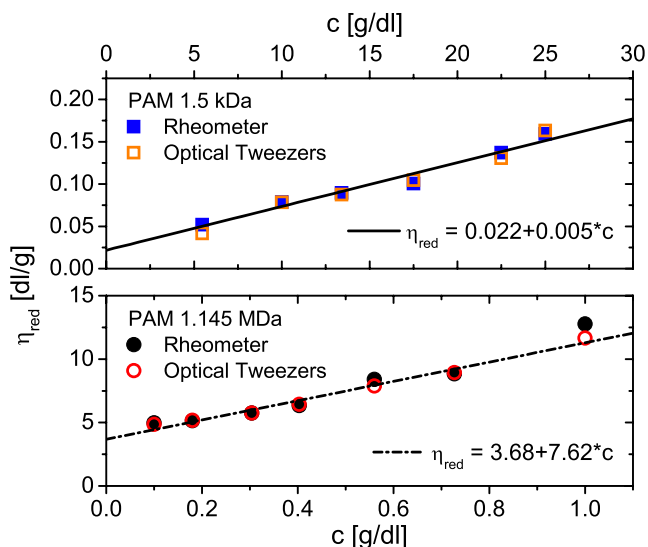 c [g/dl]
0 5 10 15 20 25 30
0.20
0.15
0.10
0.05
0.00
PAM 1.5 kDa
Rheometer
Optical Tweezers
η_red = 0.022+0.005*c
η_red [dl/g]
15
10
5
0
PAM 1.145 MDa
Rheometer
Optical Tweezers
η_red = 3.68+7.62*c
0.0 0.2 0.4 0.6 0.8 1.0
c [g/dl]